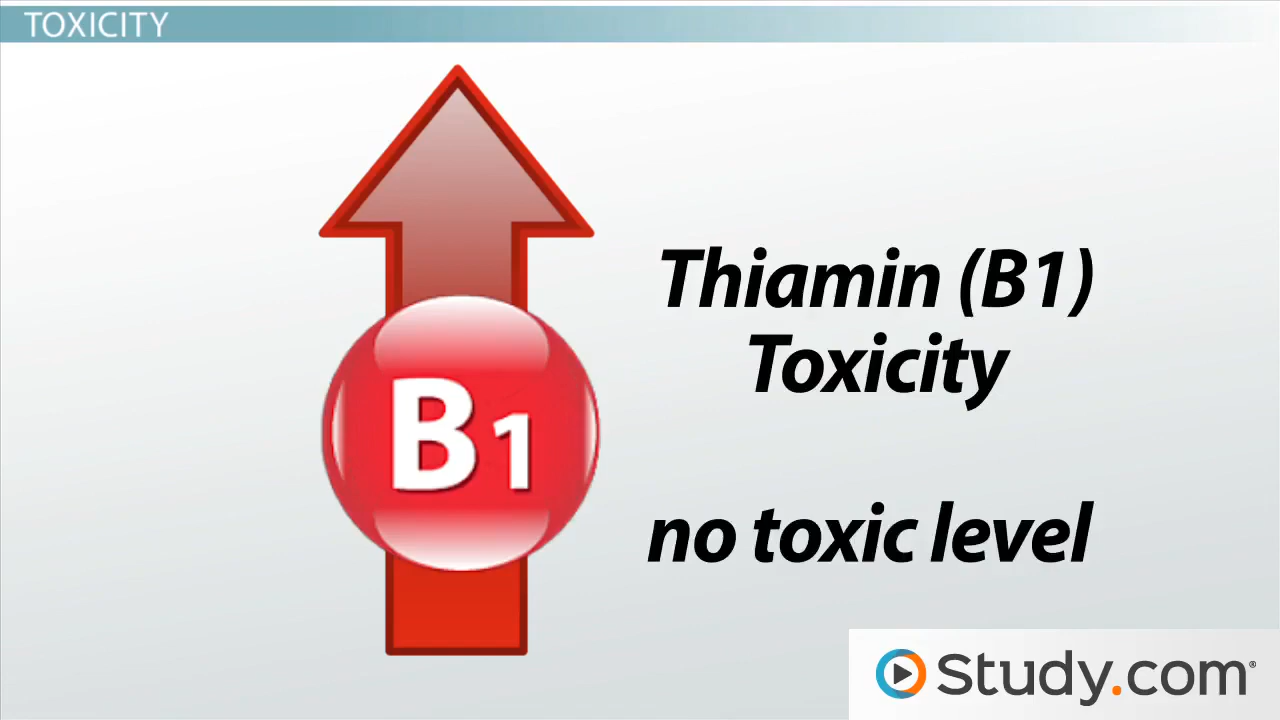 TOXICITY
Thiamin (B1)
Toxicity
B1
no toxic level
Study.com®